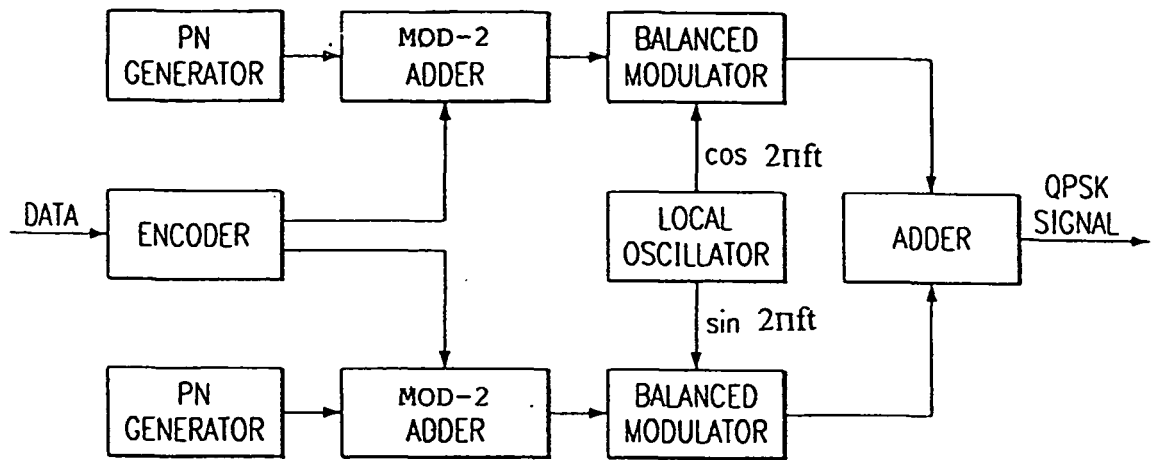 PN
GENERATOR
MOD-2
ADDER
BALANCED
MODULATOR
cos 2πft
DATA
ENCODER
LOCAL
OSCILLATOR
ADDER
QPSK
SIGNAL
sin 2πft
PN
GENERATOR
MOD-2
ADDER
BALANCED
MODULATOR